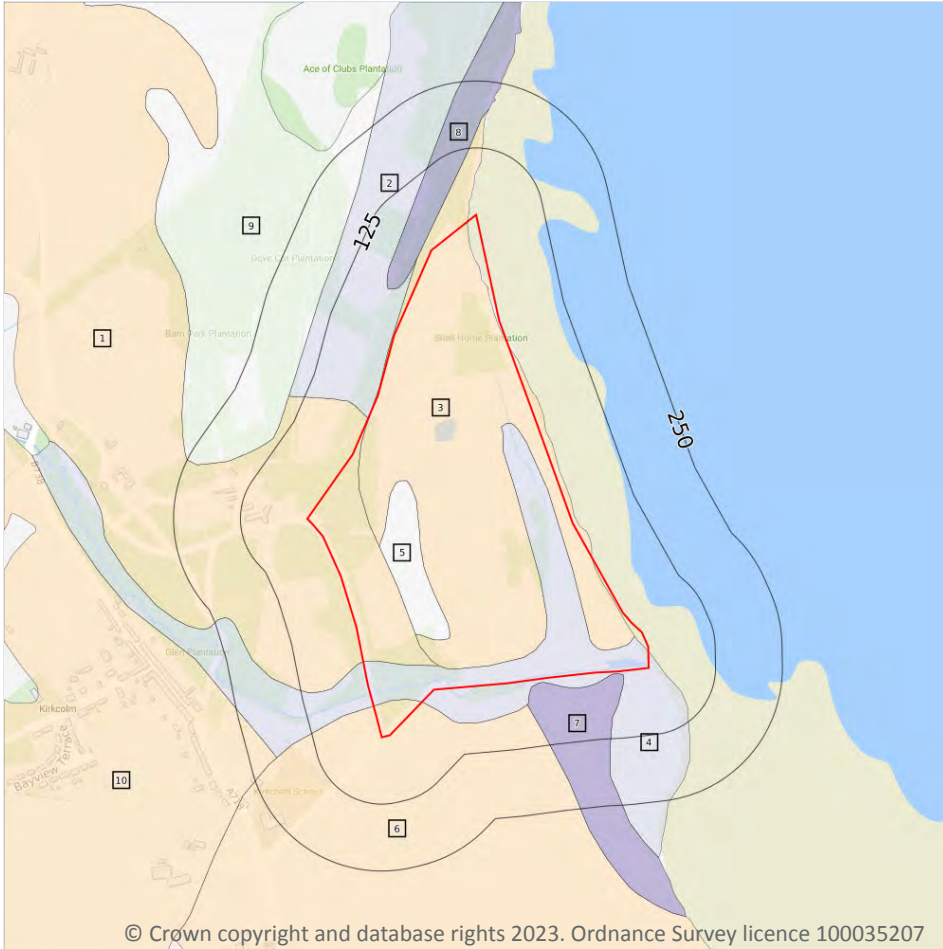 Ace of Clubs Plantation
8
2
125
9
Dove Cot Plantation
1
Barn Park Plantation
Shell Home Plantation
3
250
B738
5
Glen Plantation
Kirkcolm
7
4
Bayview Terrace
10
A718
Kirkcolm School
6
© Crown copyright and database rights 2023. Ordnance Survey licence 100035207